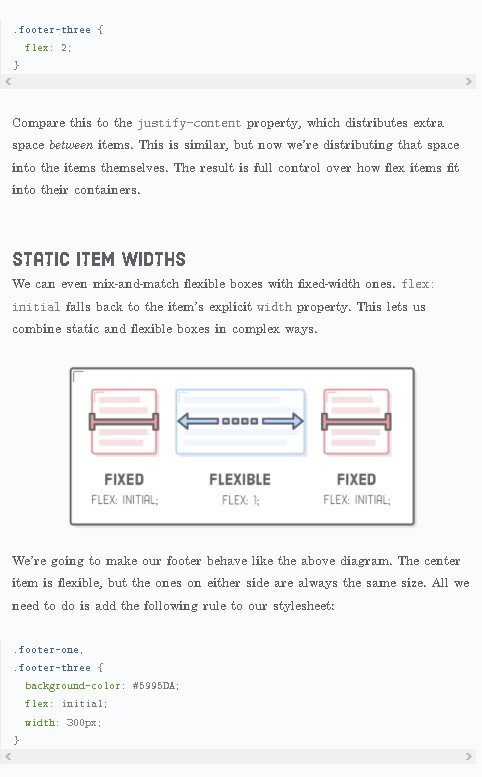 .footer-three {
flex: 2;
}
Compare this to the justify-content property, which distributes extra
space between items. This is similar, but now we're distributing that space
into the items themselves. The result is full control over how flex items fit
into their containers.
STATIC ITEM WIDTHS
We can even mix-and-match flexible boxes with fixed-width ones. flex:
initial falls back to the item's explicit width property. This lets us
combine static and flexible boxes in complex ways.
FIXED FLEXIBLE FIXED
FLEX: INITIAL; FLEX: 1; FLEX: INITIAL;
We're going to make our footer behave like the above diagram. The center
item is flexible, but the ones on either side are always the same size. All we
need to do is add the following rule to our stylesheet:
.footer-one,
.footer-three {
background-color: #5995DA;
flex: initial;
width: 300px;
}